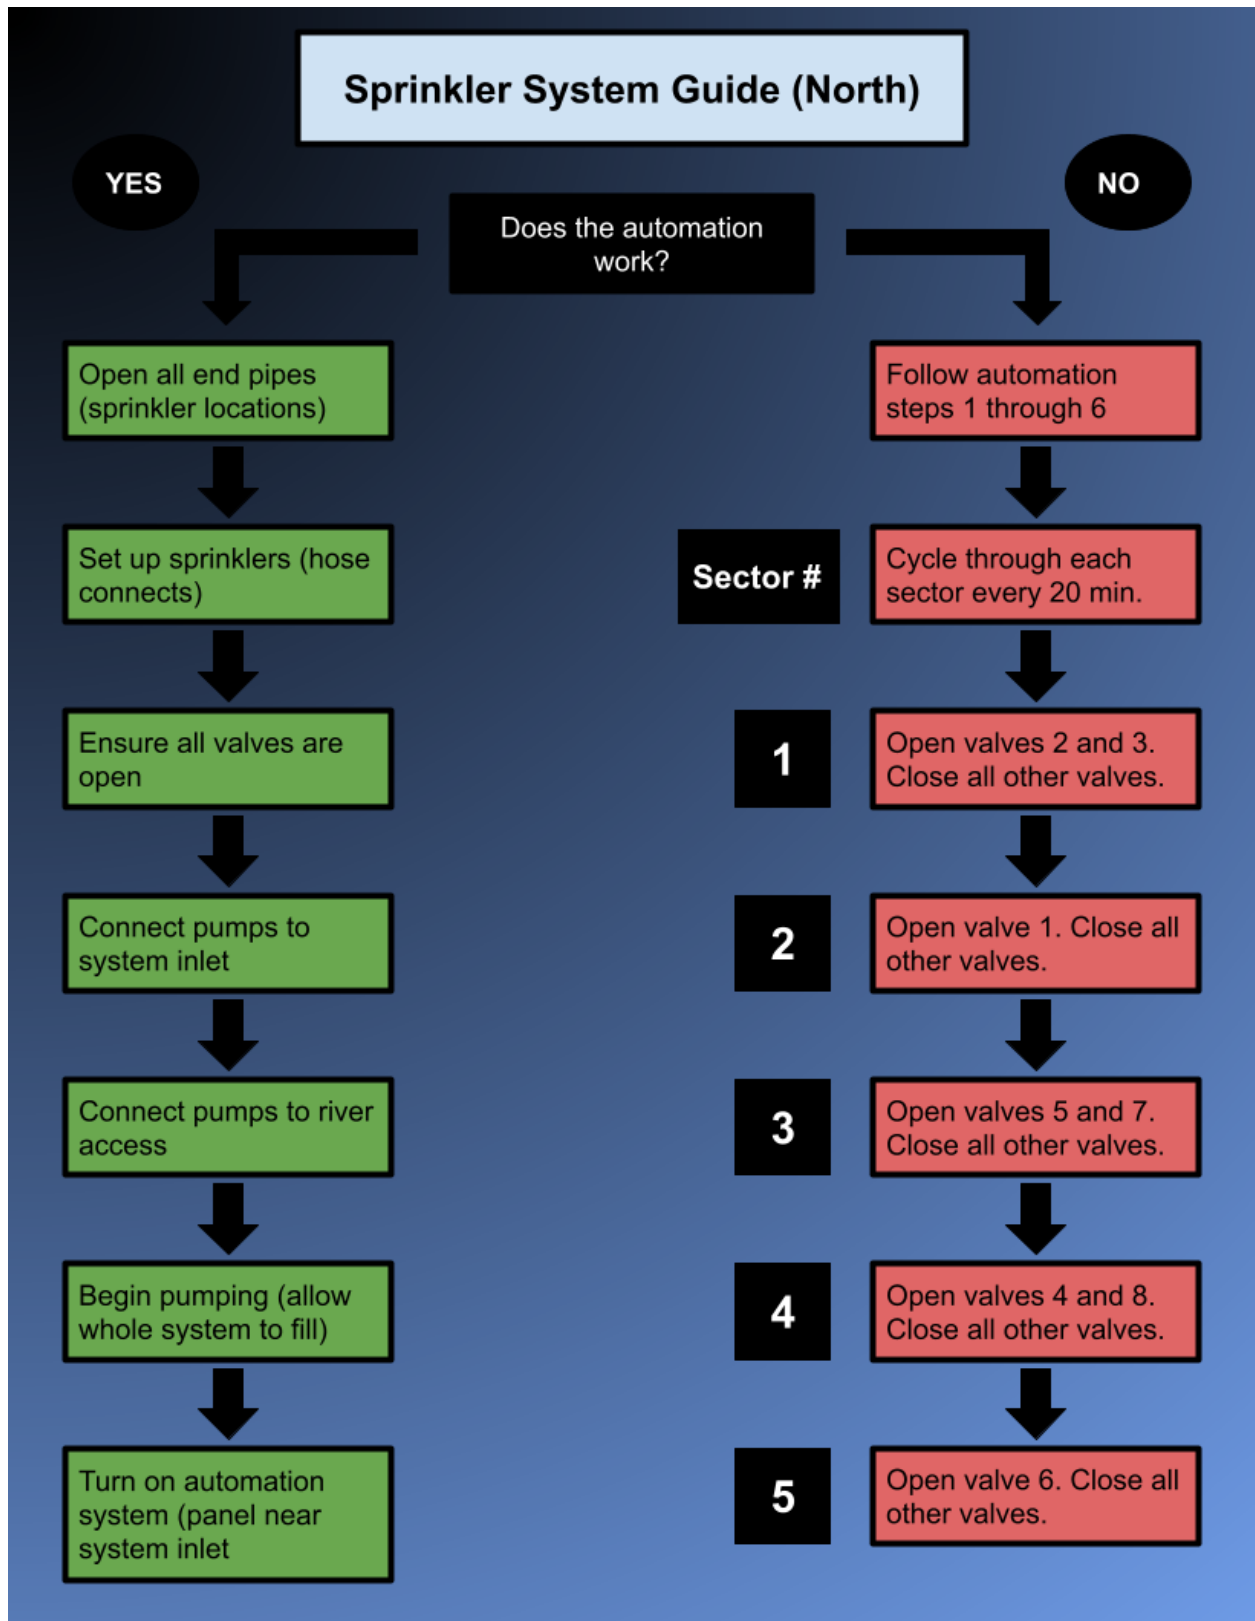 Sprinkler System Guide (North)
YES
NO
Does the automation
work?
Open all end pipes
(sprinkler locations)
Set up sprinklers (hose
connects)
Ensure all valves are
open
Connect pumps to
system inlet
Connect pumps to river
access
Begin pumping (allow
whole system to fill)
Turn on automation
system (panel near
system inlet
Follow automation
steps 1 through 6
Sector #
Cycle through each
sector every 20 min.
1
Open valves 2 and 3.
Close all other valves.
2
Open valve 1. Close all
other valves.
3
Open valves 5 and 7.
Close all other valves.
4
Open valves 4 and 8.
Close all other valves.
5
Open valve 6. Close all
other valves.